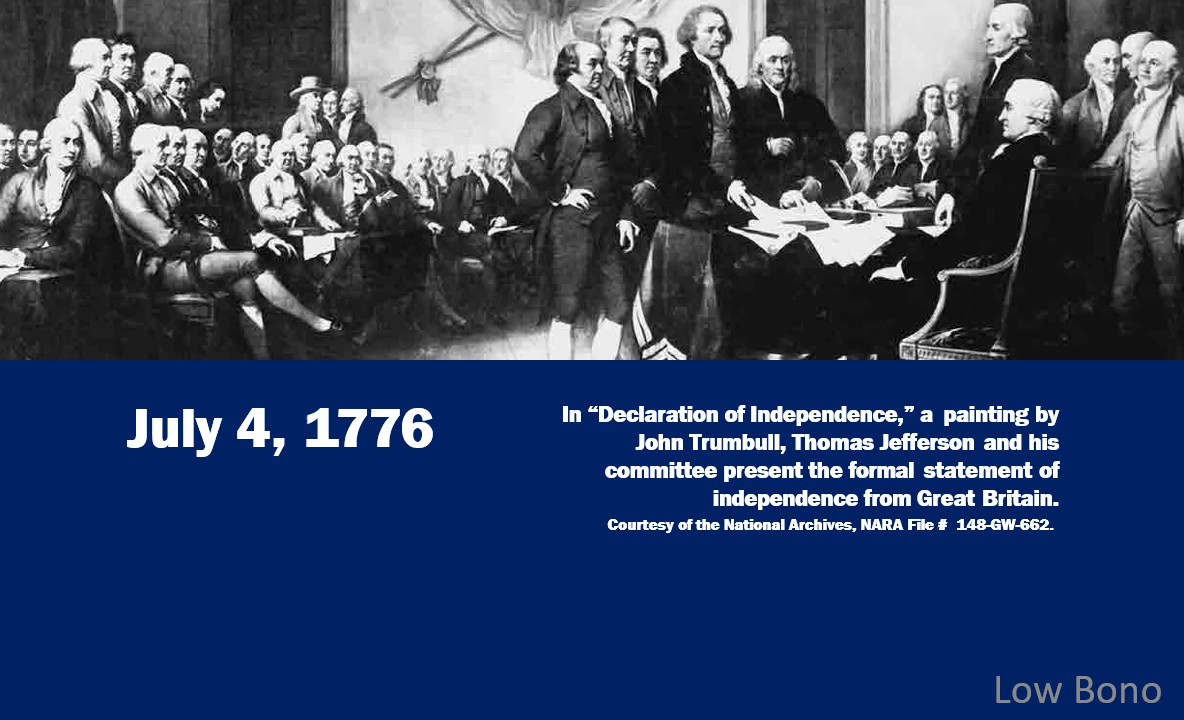 July 4, 1776
In “Declaration of Independence,” a painting by
John Trumbull, Thomas Jefferson and his
committee present the formal statement of
independence from Great Britain.
Courtesy of the National Archives, NARA File # 148-GW-662.
Low Bono